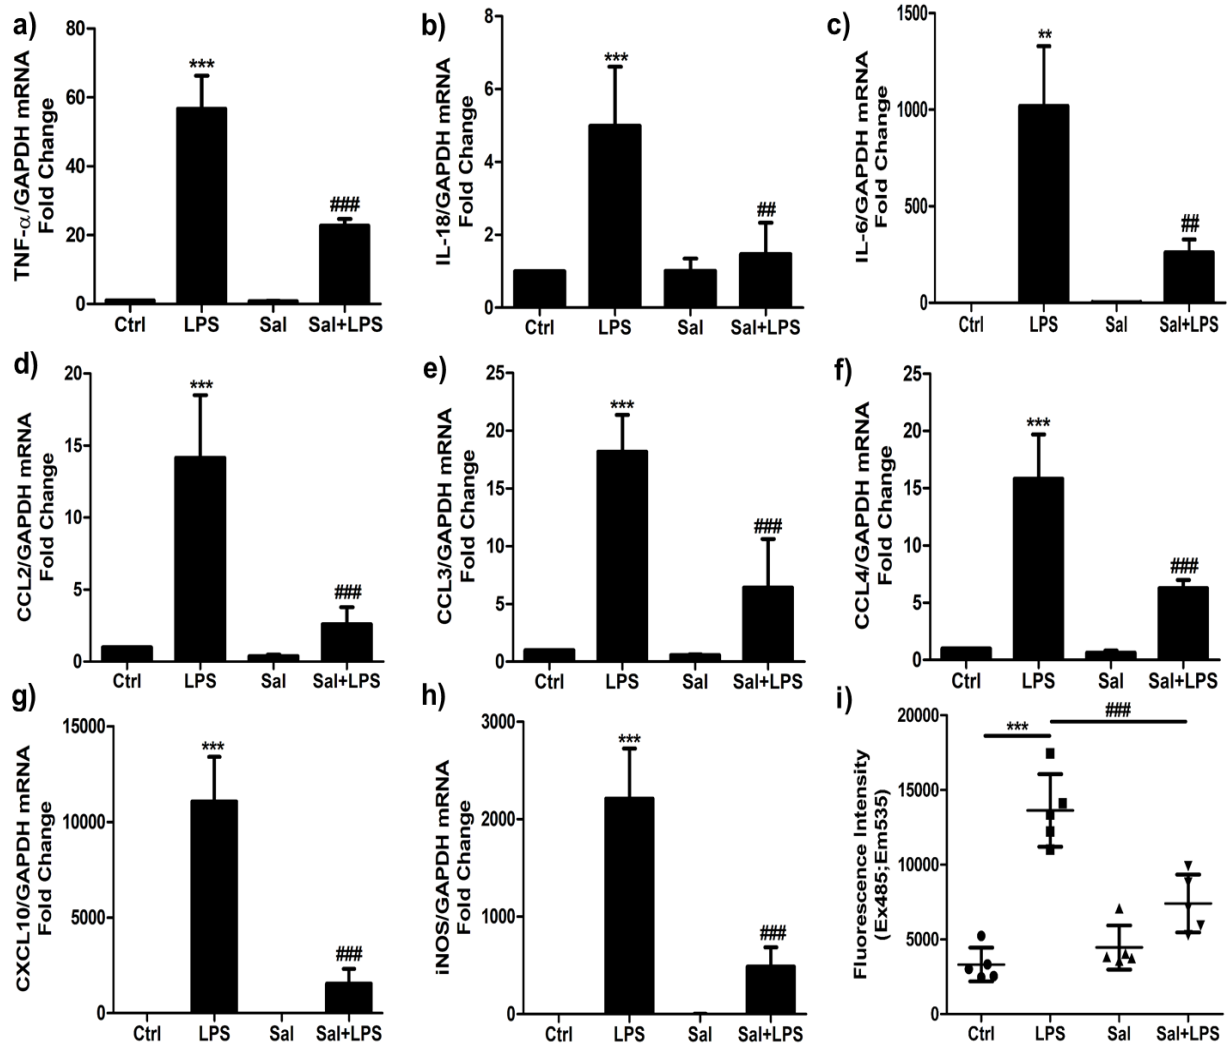 a)
TNF-α/GAPDH mRNA
Fold Change
80
60
40
20
0
***
###
Ctrl LPS Sal Sal+LPS
b)
IL-18/GAPDH mRNA
Fold Change
8
6
4
2
0
***
##
Ctrl LPS Sal Sal+LPS
c)
IL-6/GAPDH mRNA
Fold Change
1500
1000
500
0
**
##
Ctrl LPS Sal Sal+LPS
d)
CCL2/GAPDH mRNA
Fold Change
20
15
10
5
0
***
###
Ctrl LPS Sal Sal+LPS
e)
CCL3/GAPDH mRNA
Fold Change
25
20
15
10
5
0
***
###
Ctrl LPS Sal Sal+LPS
f)
CCL4/GAPDH mRNA
Fold Change
25
20
15
10
5
0
***
###
Ctrl LPS Sal Sal+LPS
g)
CXCL10/GAPDH mRNA
Fold Change
15000
10000
5000
0
***
###
Ctrl LPS Sal Sal+LPS
h)
iNOS/GAPDH mRNA
Fold Change
3000
2000
1000
0
***
###
Ctrl LPS Sal Sal+LPS
i)
Fluorescence Intensity
(Ex485;Em535)
20000
15000
10000
5000
0
***
###
Ctrl LPS Sal Sal+LPS